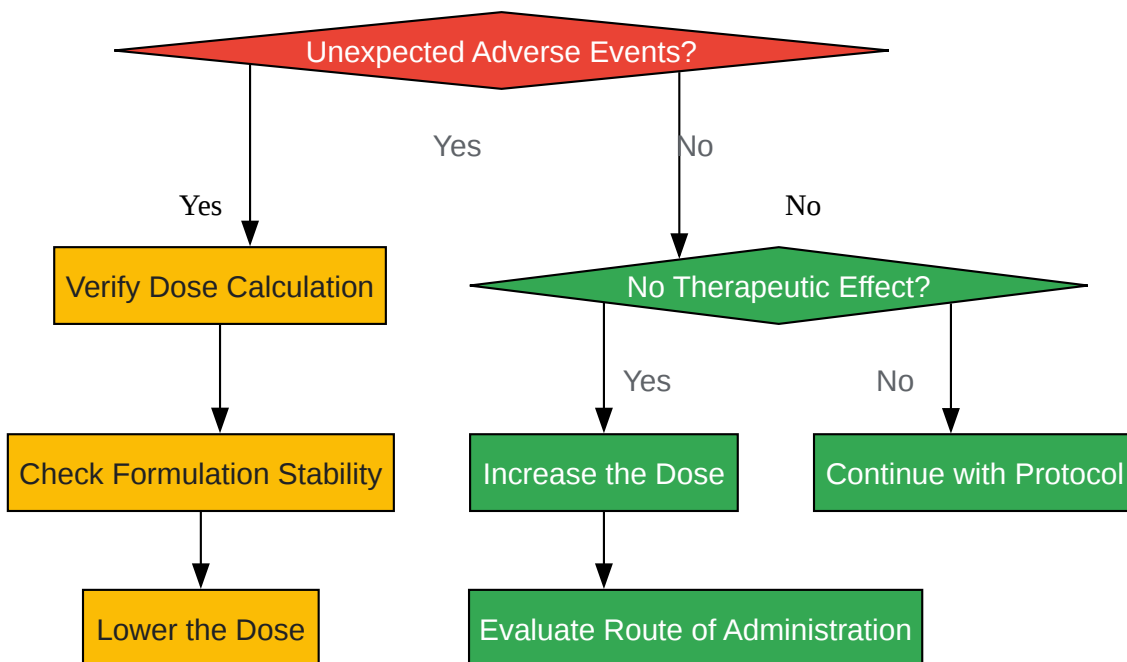 Unexpected Adverse Events?
Yes
No
Yes
No
Verify Dose Calculation
No Therapeutic Effect?
Yes
No
Check Formulation Stability
Increase the Dose
Continue with Protocol
Lower the Dose
Evaluate Route of Administration